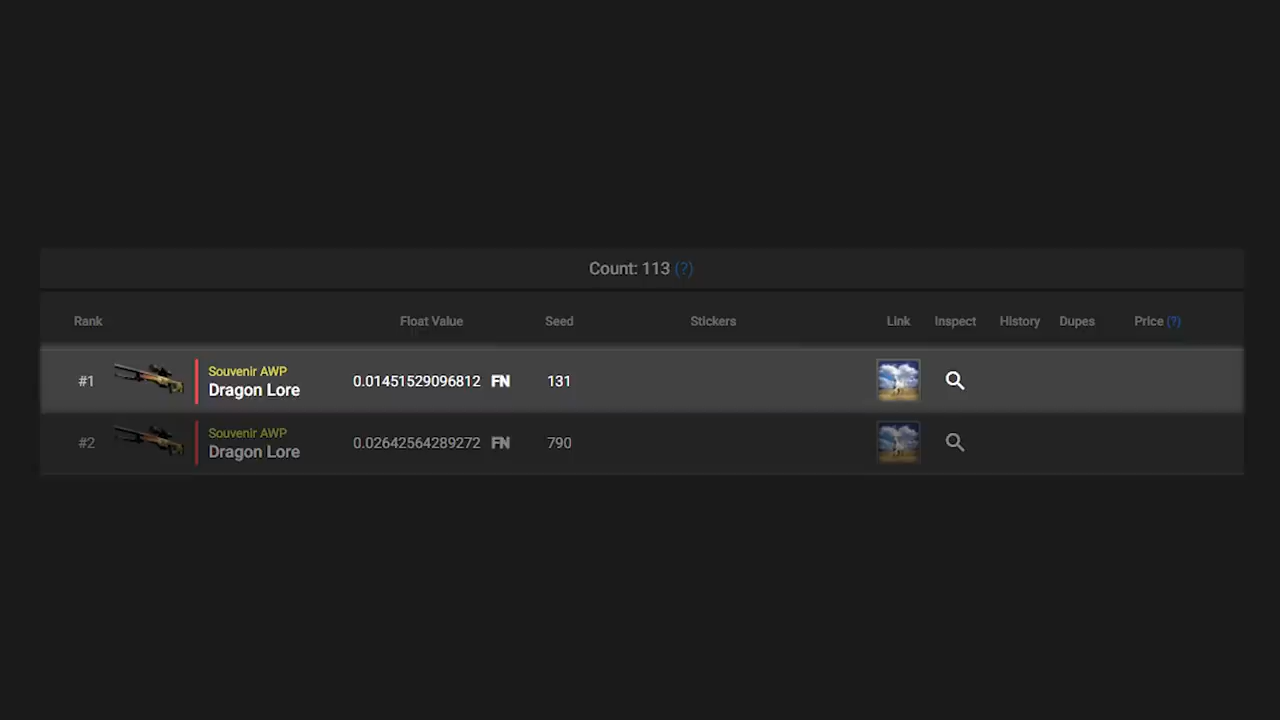 Count: 113 (?)
Rank Float Value Seed Stickers Link Inspect History Dupes Price (?)
#1 Souvenir AWP 0.01451529096812 FN 131
Dragon Lore
#2 Souvenir AWP 0.02642564289272 FN 790
Dragon Lore